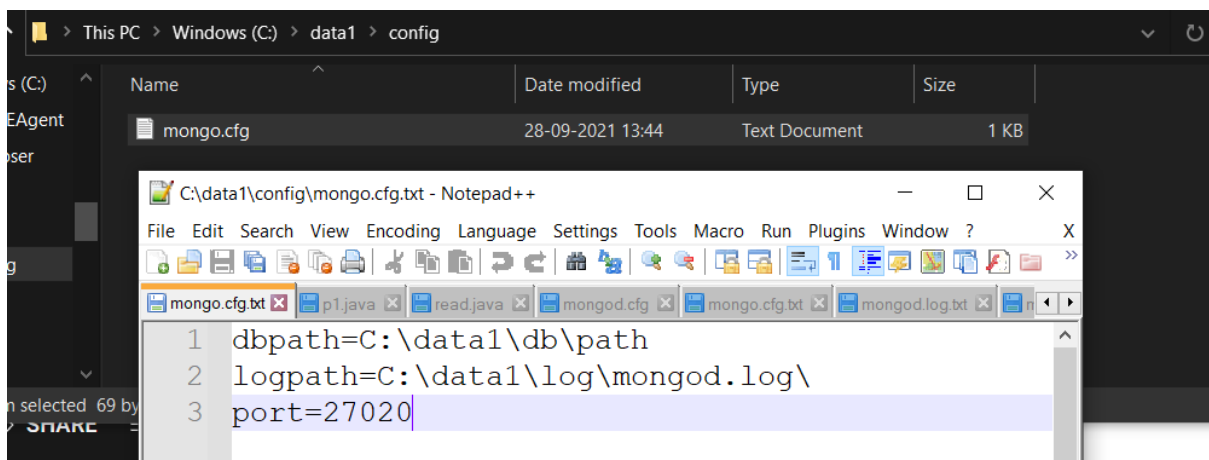 This PC > Windows (C:) > data1 > config
s (C:)
Name Date modified Type Size
EAgent
mongo.cfg 28-09-2021 13:44 Text Document 1 KB
oser
C:\data1\config\mongo.cfg.txt - Notepad++
File Edit Search View Encoding Language Settings Tools Macro Run Plugins Window ? X
g
mongo.cfg.txt p1.java read.java mongod.cfg mongo.cfg.txt mongod.log.txt
1 dbpath=C:\data1\db\path
2 logpath=C:\data1\log\mongod.log\
3 port=27020
selected 69 by
SHARE